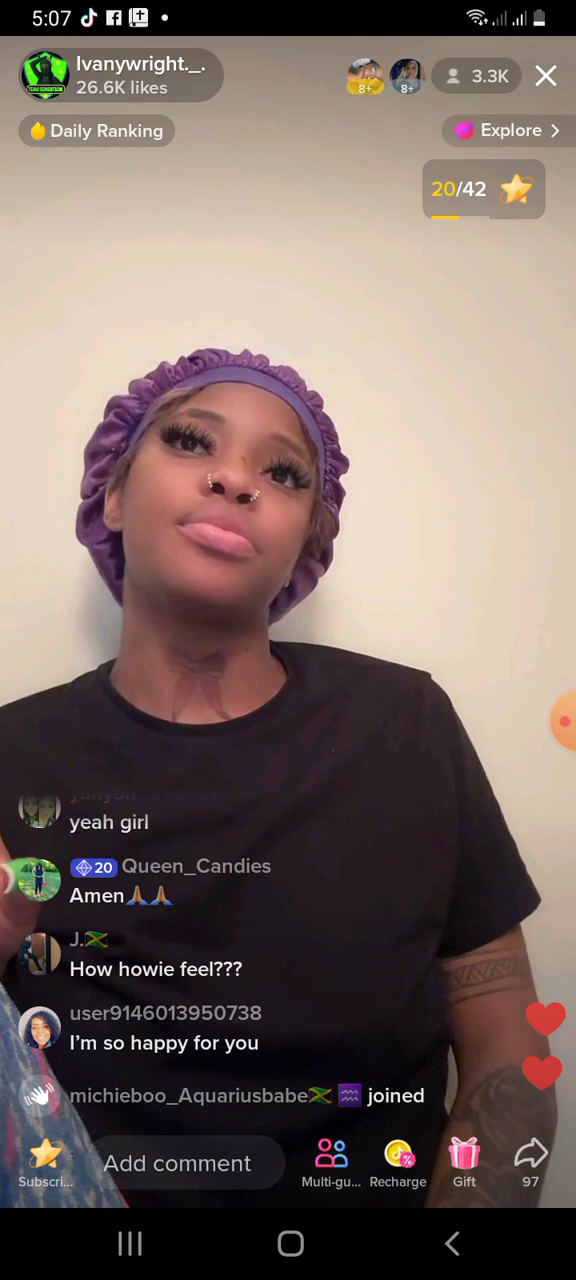 5:07
lvanywright._.
26.6K likes
8+
8+
3.3K
Daily Ranking
Explore
20/42
yeah girl
20 Queen_Candies
Amen🙏🏾🙏🏾
J.🇯🇲
How howie feel???
user9146013950738
I'm so happy for you
michieboo_Aquariusbabe🇯🇲 ♒ joined
Subscri...
Add comment
Multi-gu...
Recharge
Gift
97